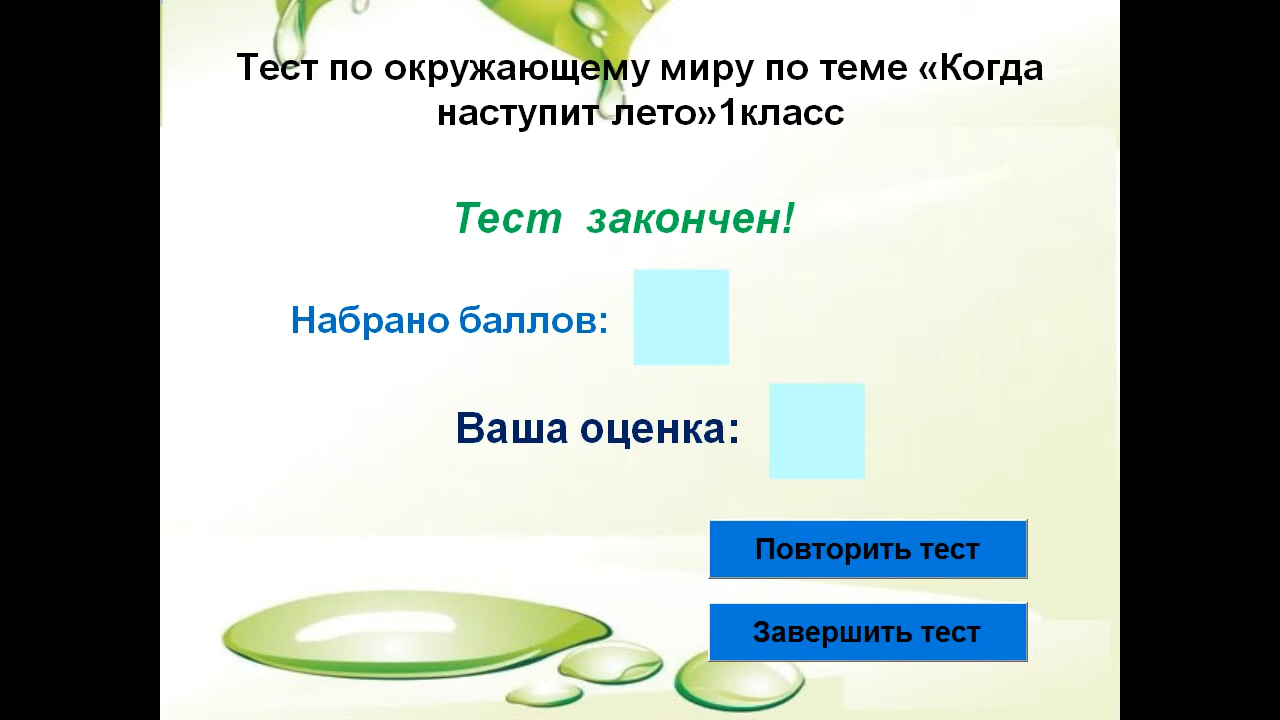 Тест по окружающему миру по теме «Когда
наступит лето»1класс
Тест закончен!
Набрано баллов:
Ваша оценка:
Повторить тест
Завершить тест